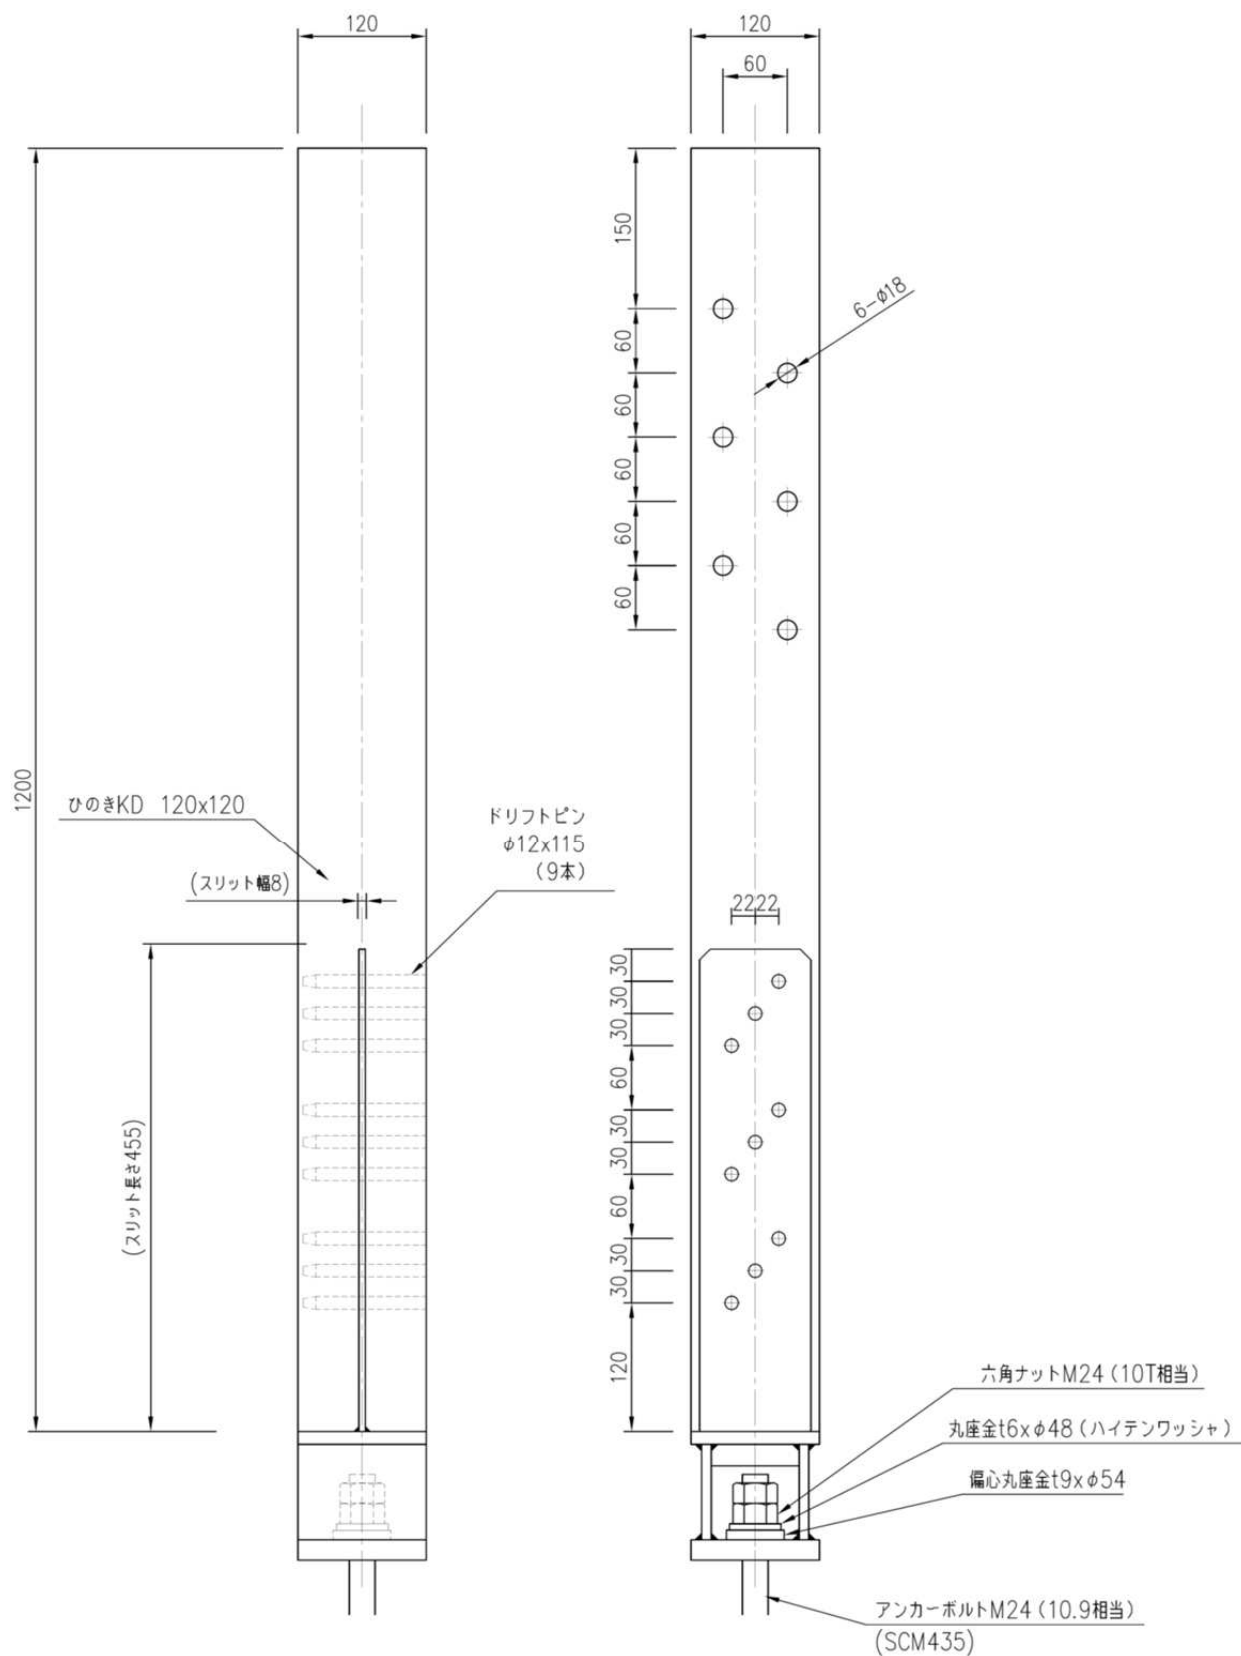 120
120
60
150
6-φ18
60
60
60
60
60
1200
ひのきKD 120x120
ドリフトピン
φ12x115
(9本)
(スリット幅8)
2222
30
30
30
60
30
30
60
30
30
120
(スリット長さ455)
六角ナットM24(10T相当)
丸座金t6xφ48(ハイテンワッシャ)
偏心丸座金t9xφ54
アンカーボルトM24(10.9相当)
(SCM435)